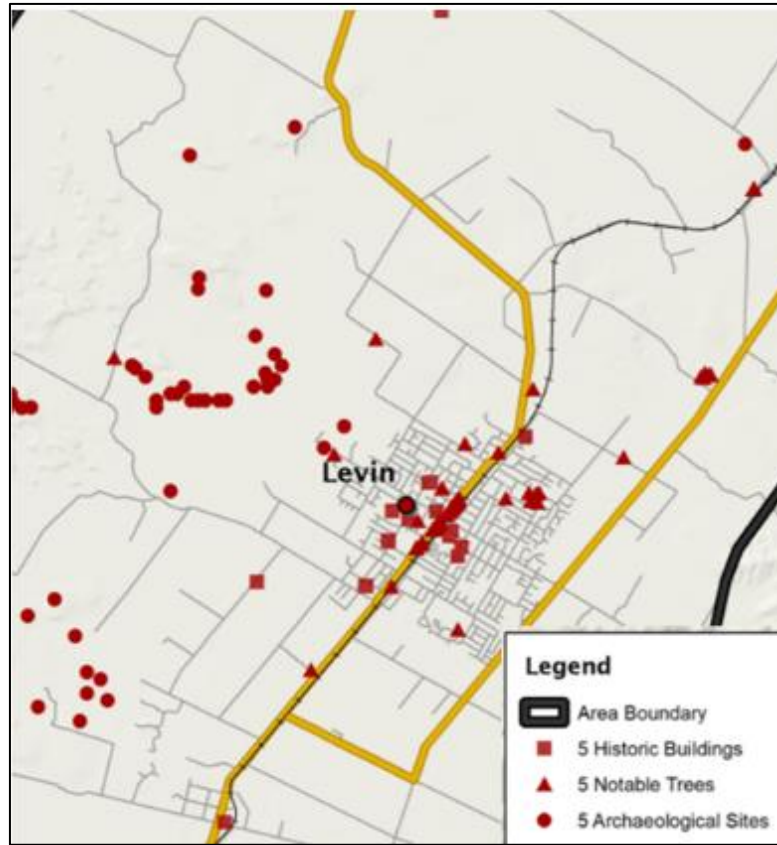 Levin
Legend
Area Boundary
5 Historic Buildings
5 Notable Trees
5 Archaeological Sites